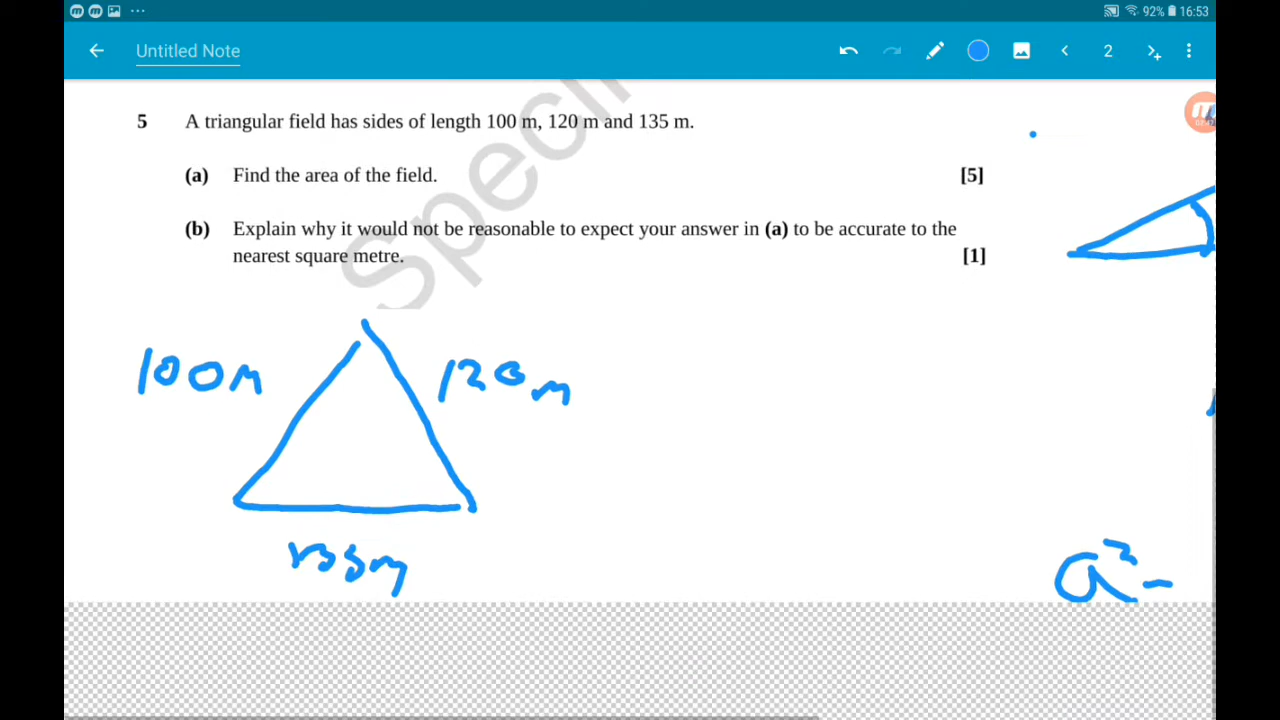 92% 16:53
Untitled Note
2
5 A triangular field has sides of length 100 m, 120 m and 135 m.
(a) Find the area of the field. [5]
(b) Explain why it would not be reasonable to expect your answer in (a) to be accurate to the
nearest square metre. [1]
Speci
100m
120m
135m
a² -